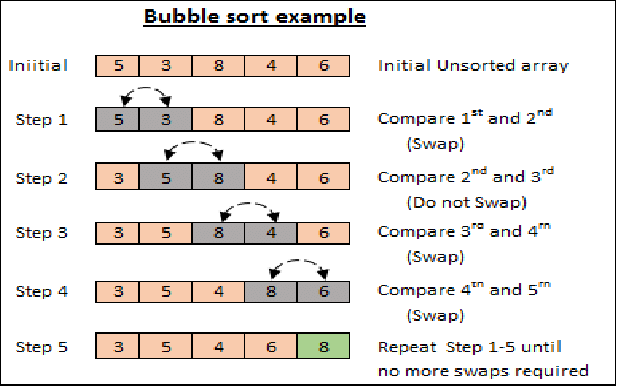 Bubble sort example
Iniitial 5 3 8 4 6 Initial Unsorted array
Step 1 5 3 8 4 6 Compare 1st and 2nd
(Swap)
Step 2 3 5 8 4 6 Compare 2nd and 3rd
(Do not Swap)
Step 3 3 5 8 4 6 Compare 3rd and 4th
(Swap)
Step 4 3 5 4 8 6 Compare 4th and 5th
(Swap)
Step 5 3 5 4 6 8 Repeat Step 1-5 until
no more swaps required